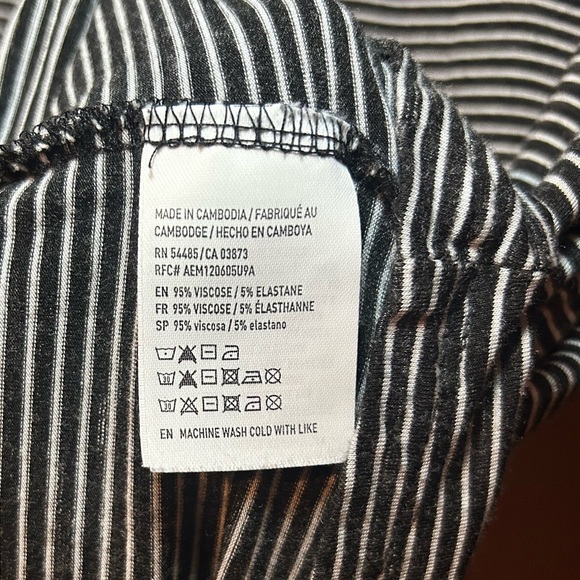 MADE IN CAMBODIA / FABRIQUÉ AU
CAMBODGE / HECHO EN CAMBOYA
RN 54485/CA 03873
RFC# AEM120605U9A
EN 95% VISCOSE / 5% ELASTANE
FR 95% VISCOSE / 5% ÉLASTHANNE
SP 95% viscosa / 5% elastano
EN MACHINE WASH COLD WITH LIKE